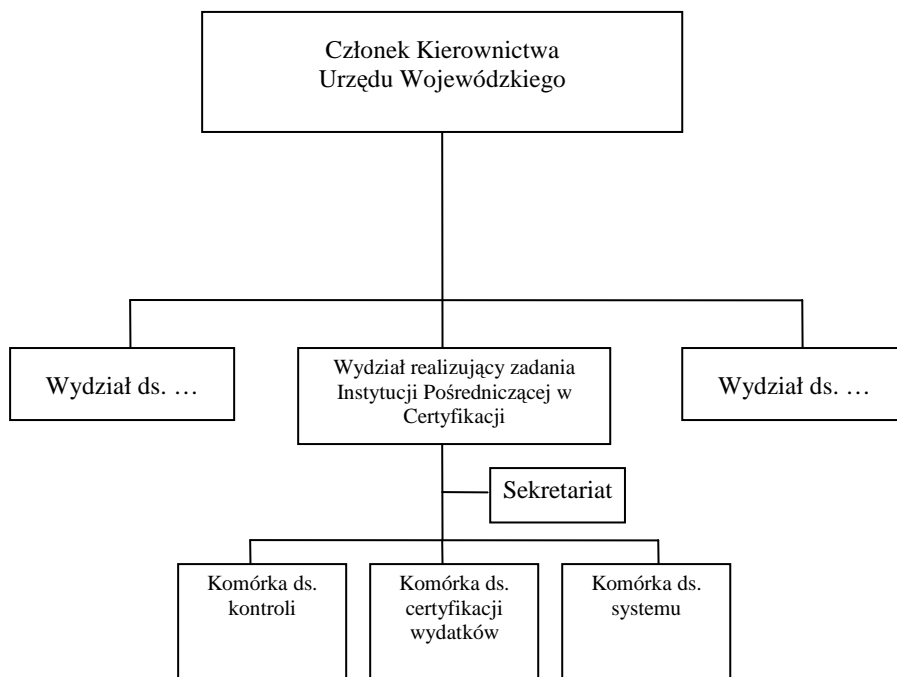 Członek Kierownictwa
Urzędu Wojewódzkiego
Wydział ds. …
Wydział realizujący zadania
Instytucji Pośredniczącej w
Certyfikacji
Wydział ds. …
Sekretariat
Komórka ds.
kontroli
Komórka ds.
certyfikacji
wydatków
Komórka ds.
systemu